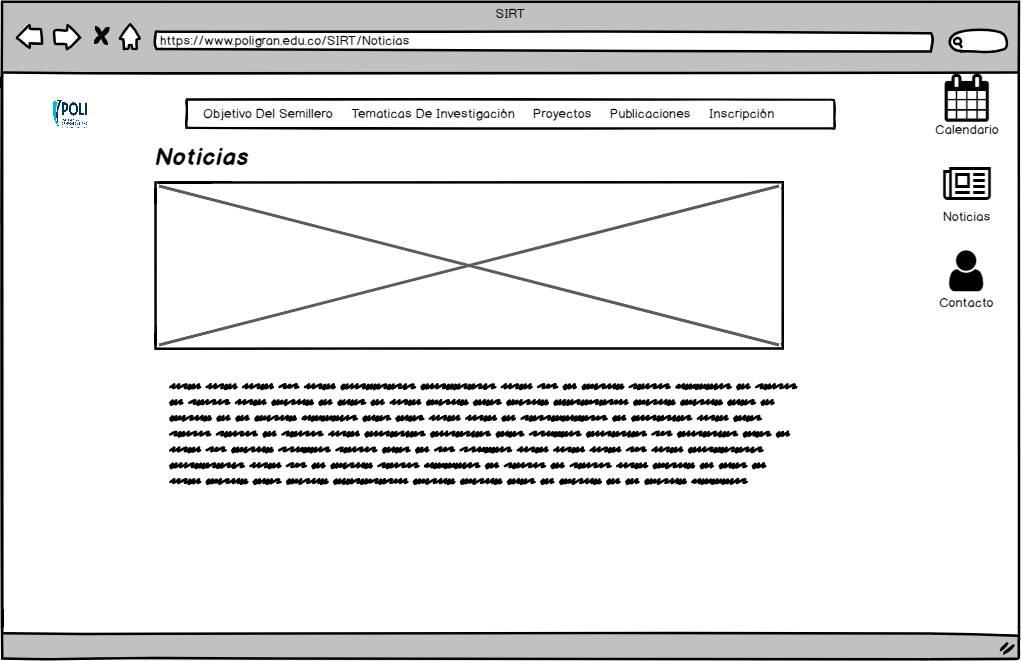 SIRT
https://www.poligran.edu.co/SIRT/Noticias
POLI
Objetivo Del Semillero Tematicas De Investigación Proyectos Publicaciones Inscripción
Calendario
Noticias
Noticias
Contacto